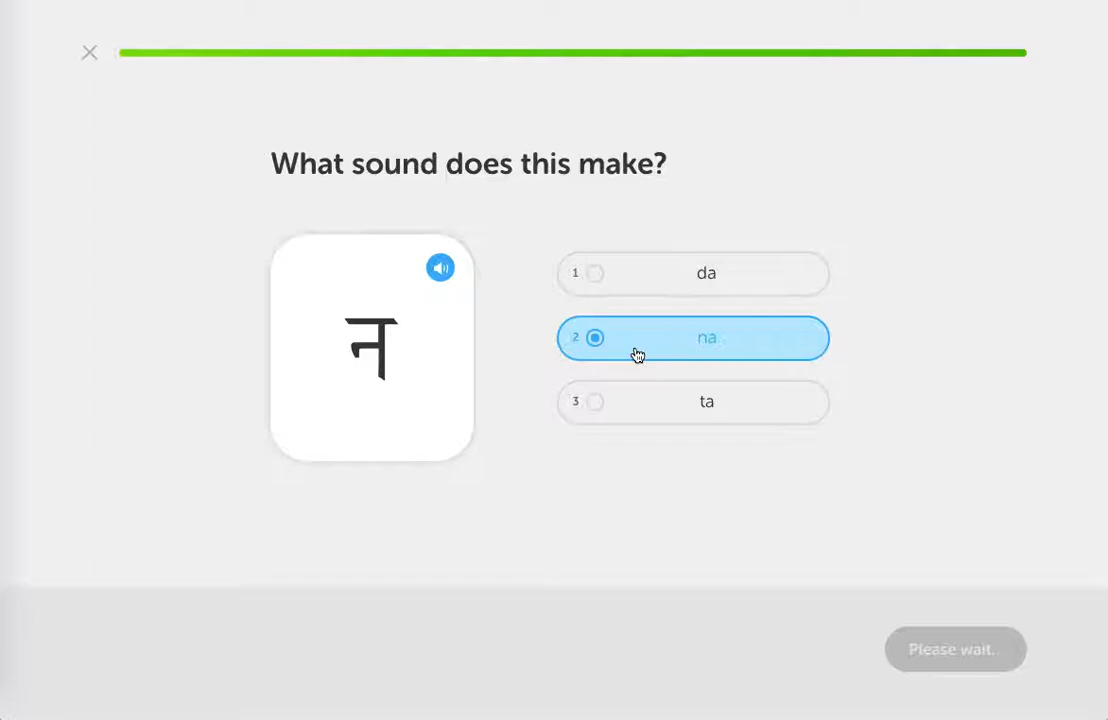 What sound does this make?
न
1 da
2 na
3 ta
Please wait.